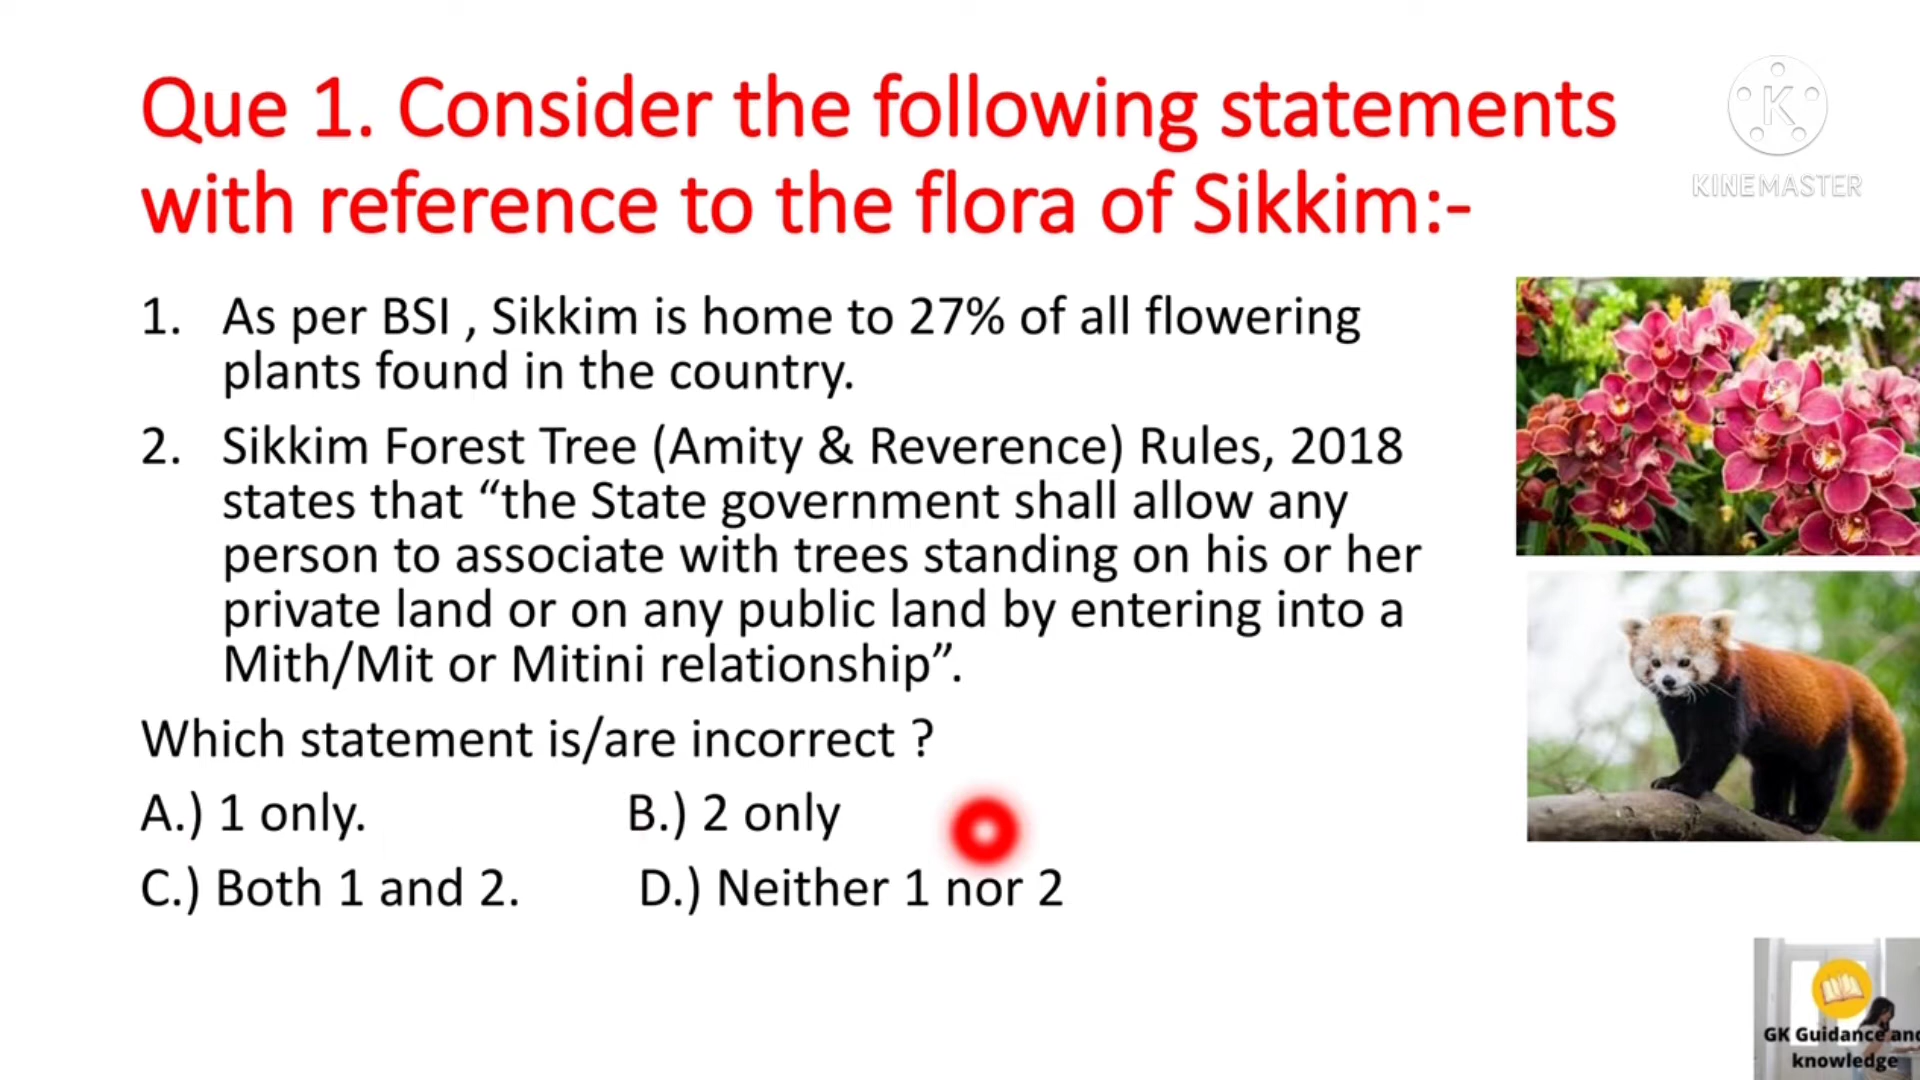 Que 1. Consider the following statements
with reference to the flora of Sikkim:-
K
KINEMASTER
1. As per BSI , Sikkim is home to 27% of all flowering
plants found in the country.
2. Sikkim Forest Tree (Amity & Reverence) Rules, 2018
states that “the State government shall allow any
person to associate with trees standing on his or her
private land or on any public land by entering into a
Mith/Mit or Mitini relationship”.
Which statement is/are incorrect ?
A.) 1 only. B.) 2 only
C.) Both 1 and 2. D.) Neither 1 nor 2
GK Guidance and
knowledge